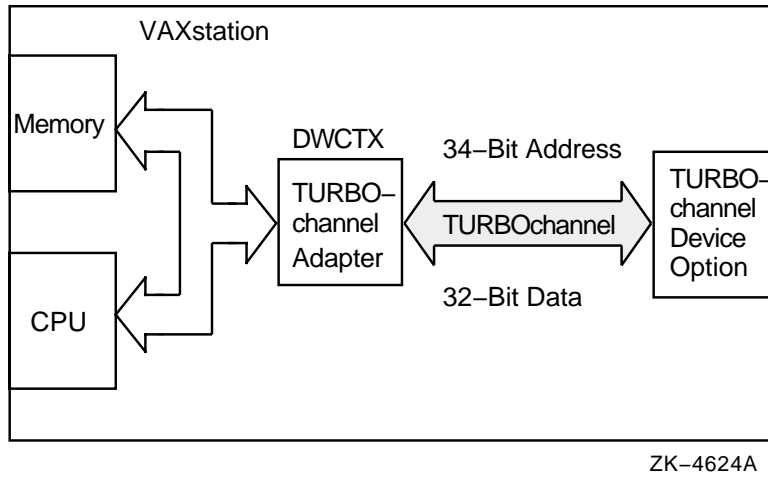 VAXstation
Memory
CPU
DWCTX
TURBO–
channel
Adapter
34–Bit Address
TURBOchannel
32–Bit Data
TURBO–
channel
Device
Option
ZK–4624A